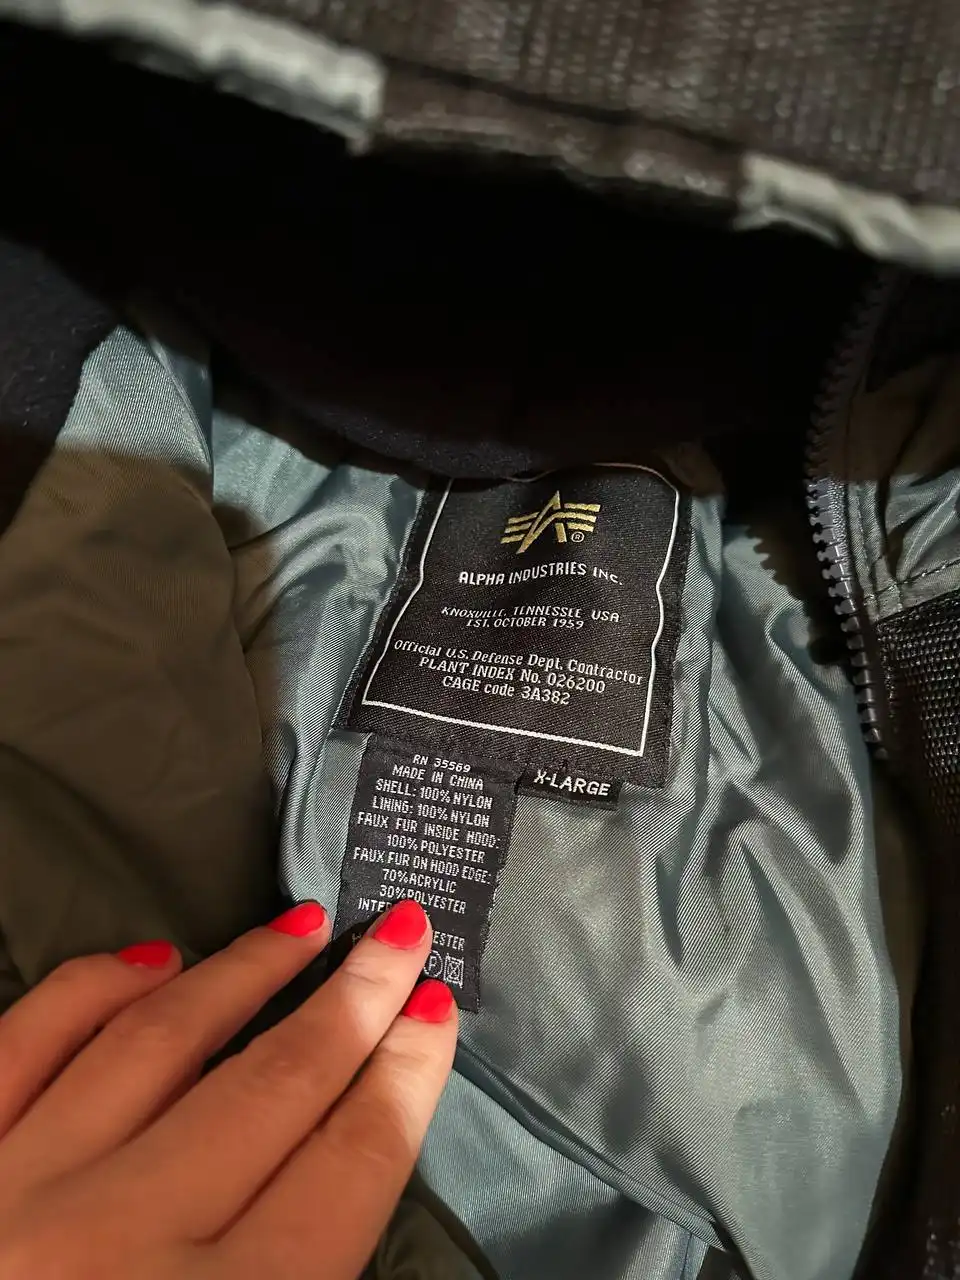 ALPHA INDUSTRIES INC.
KNOXVILLE, TENNESSEE, USA
EST. OCTOBER 1959
Official U.S. Defense Dept. Contractor
PLANT INDEX No. 026200
CAGE code 3A382
X-LARGE
RN 35569
MADE IN CHINA
SHELL: 100% NYLON
LINING: 100% NYLON
FAUX FUR INSIDE HOOD:
100% POLYESTER
FAUX FUR ON HOOD EDGE:
70% ACRYLIC
30% POLYESTER